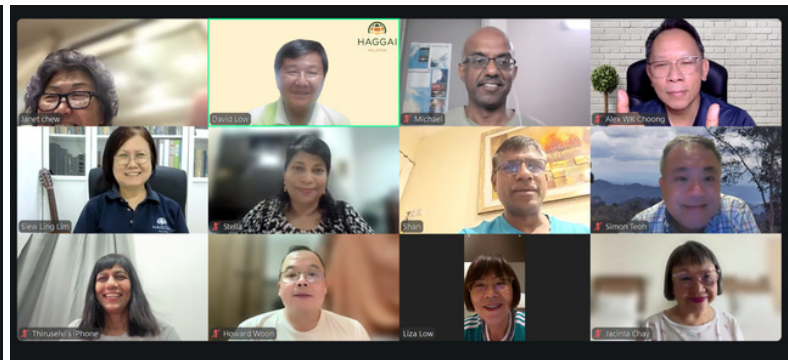 HAGGAI
MALAYSIA
Janet chew
David Low
Michael
Alex WK Choong
Siew Ling Lim
Stella
Shan
Simon Teoh
Thiruselvi's iPhone
Howard Woon
Liza Low
Jacinta Chay